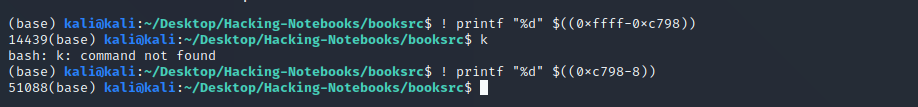 (base) kali@kali:~/Desktop/Hacking-Notebooks/booksrc$ ! printf "%d" $((0xffff-0xc798))
14439(base) kali@kali:~/Desktop/Hacking-Notebooks/booksrc$ k
bash: k: command not found
(base) kali@kali:~/Desktop/Hacking-Notebooks/booksrc$ ! printf "%d" $((0xc798-8))
51088(base) kali@kali:~/Desktop/Hacking-Notebooks/booksrc$